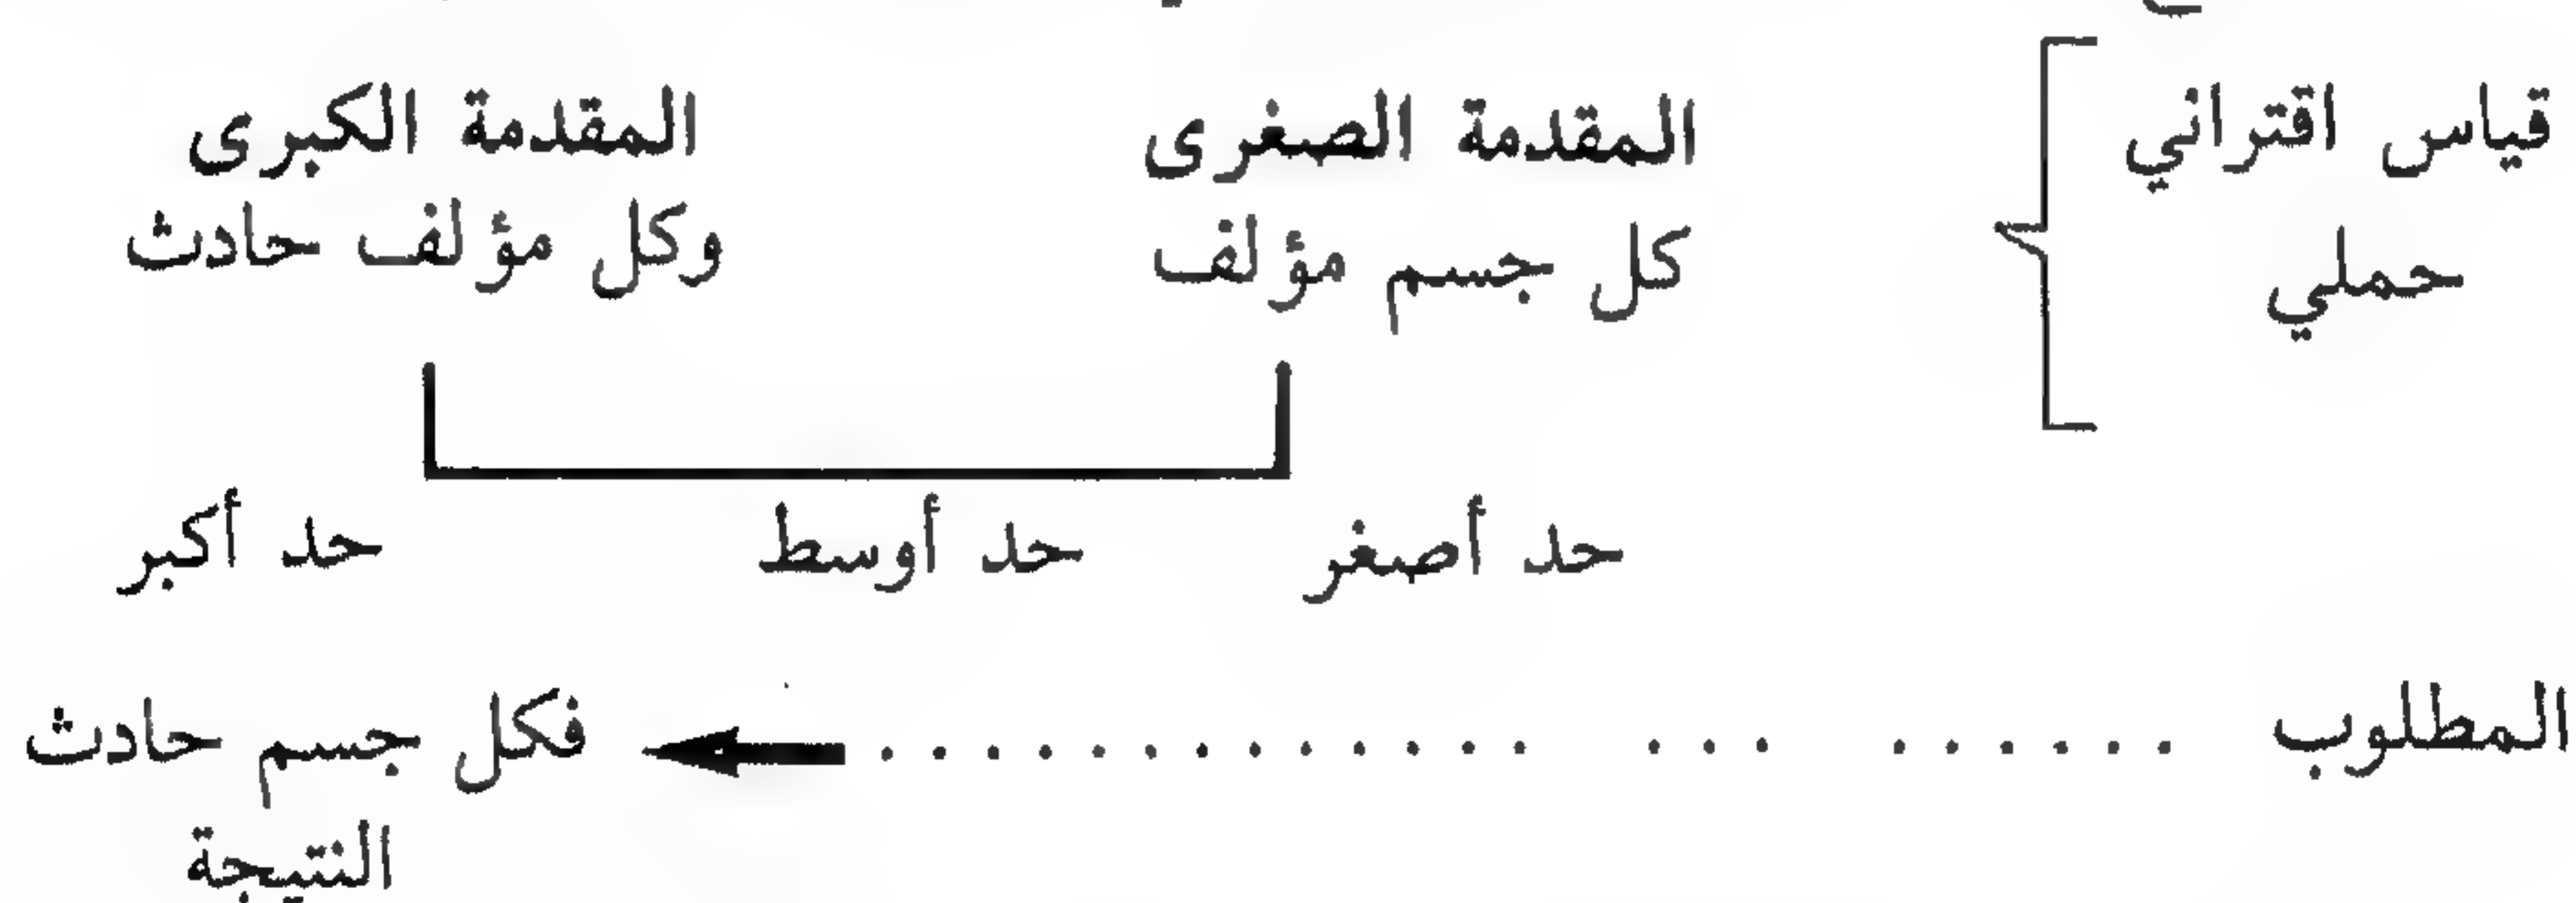 قياس اقتراني
حملي
المقدمة الصغرى
كل جسم مؤلف
المقدمة الكبرى
وكل مؤلف حادث
حد أصغر
حد أوسط
حد أكبر
المطلوب ..... ... ............. فكل جسم حادث
النتيجة